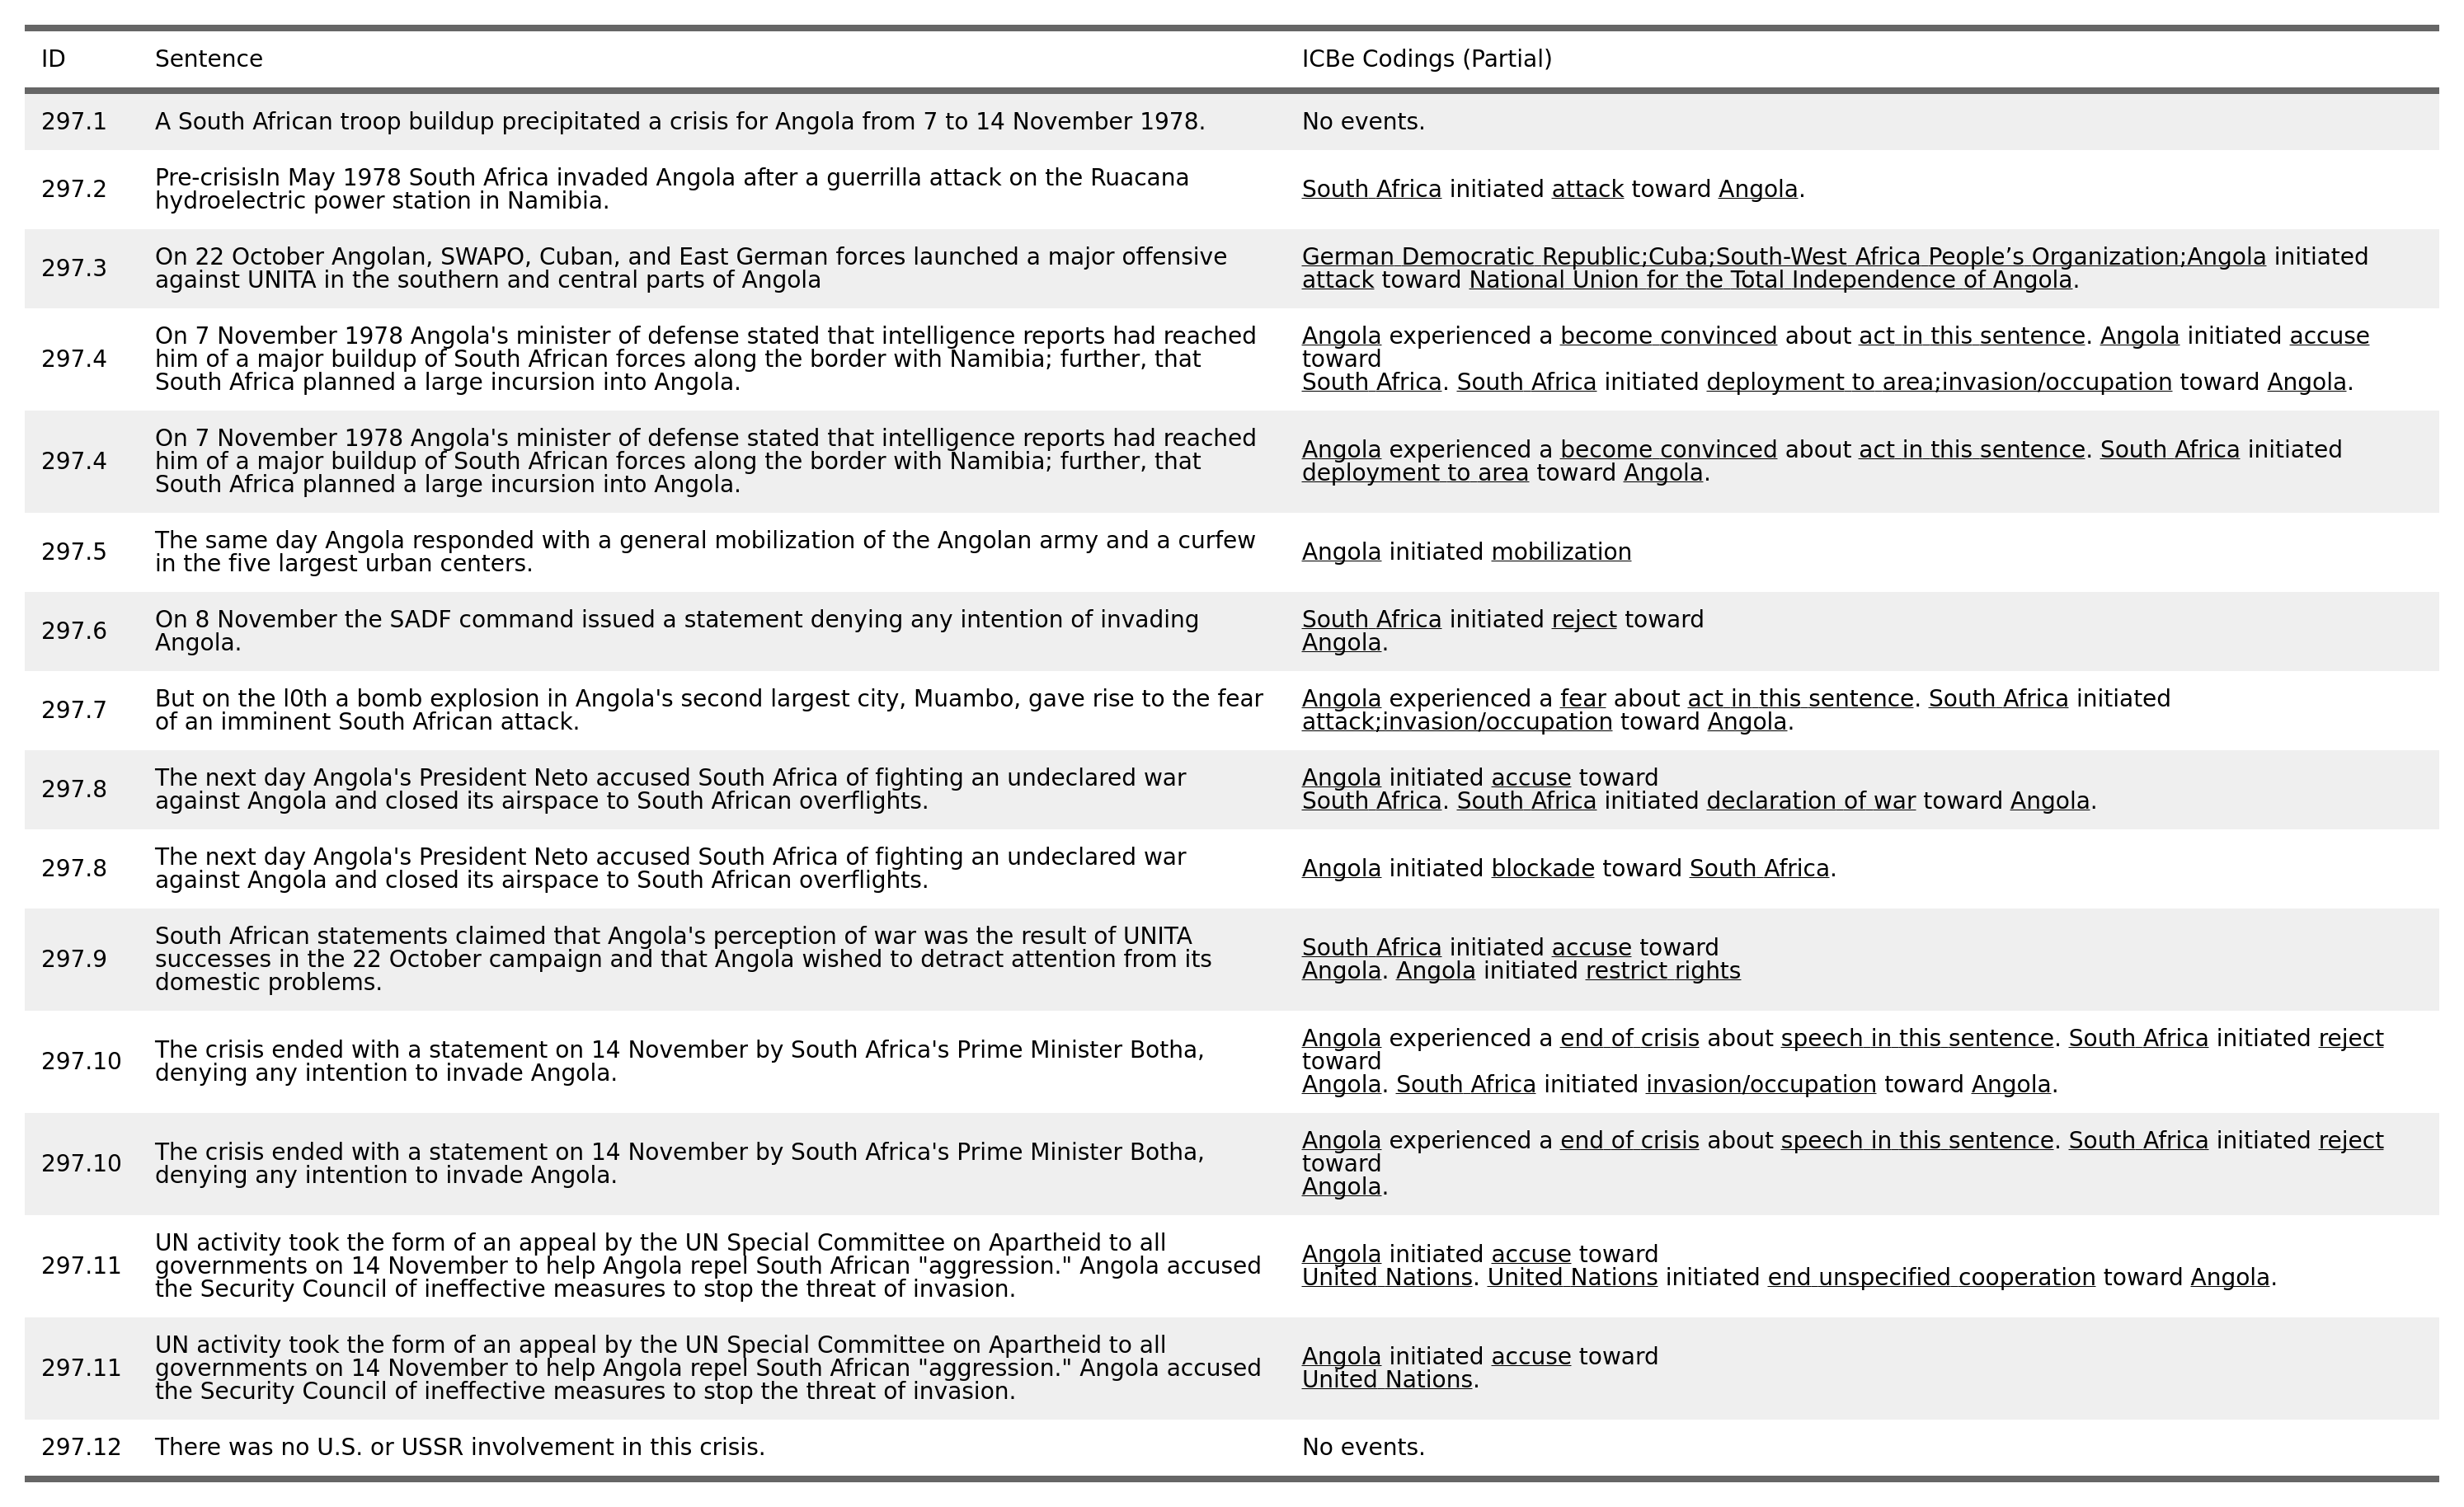 ID Sentence ICBe Codings (Partial)
297.1 A South African troop buildup precipitated a crisis for Angola from 7 to 14 November 1978. No events.
Pre-crisisIn May 1978 South Africa invaded Angola after a guerrilla attack on the Ruacana
297.2 South Africa initiated attack toward Angola.
hydroelectric power station in Namibia.
On 22 October Angolan, SWAPO, Cuban, and East German forces launched a major offensive German Democratic Republic;Cuba;South-West Africa People’s Organization;Angola initiated
297.3
against UNITA in the southern and central parts of Angola attack toward National Union for the Total Independence of Angola.
On 7 November 1978 Angola's minister of defense stated that intelligence reports had reached Angola experienced a become convinced about act in this sentence. Angola initiated accuse
297.4 him of a major buildup of South African forces along the border with Namibia; further, that toward
South Africa planned a large incursion into Angola. South Africa. South Africa initiated deployment to area;invasion/occupation toward Angola.
On 7 November 1978 Angola's minister of defense stated that intelligence reports had reached
297.4 him of a major buildup of South African forces along the border with Namibia; further, that Angola experienced a become convinced about act in this sentence. South Africa initiated
South Africa planned a large incursion into Angola. deployment to area toward Angola.
The same day Angola responded with a general mobilization of the Angolan army and a curfew
297.5 Angola initiated mobilization
in the five largest urban centers.
On 8 November the SADF command issued a statement denying any intention of invading South Africa initiated reject toward
297.6
Angola. Angola.
But on the l0th a bomb explosion in Angola's second largest city, Muambo, gave rise to the fear Angola experienced a fear about act in this sentence. South Africa initiated
297.7
of an imminent South African attack. attack;invasion/occupation toward Angola.
The next day Angola's President Neto accused South Africa of fighting an undeclared war Angola initiated accuse toward
297.8
against Angola and closed its airspace to South African overflights. South Africa. South Africa initiated declaration of war toward Angola.
The next day Angola's President Neto accused South Africa of fighting an undeclared war
297.8 Angola initiated blockade toward South Africa.
against Angola and closed its airspace to South African overflights.
South African statements claimed that Angola's perception of war was the result of UNITA South Africa initiated accuse toward
297.9 successes in the 22 October campaign and that Angola wished to detract attention from its
domestic problems. Angola. Angola initiated restrict rights
The crisis ended with a statement on 14 November by South Africa's Prime Minister Botha, Angola experienced a end of crisis about speech in this sentence. South Africa initiated reject
297.10 toward
denying any intention to invade Angola. Angola. South Africa initiated invasion/occupation toward Angola.
The crisis ended with a statement on 14 November by South Africa's Prime Minister Botha, Angola experienced a end of crisis about speech in this sentence. South Africa initiated reject
297.10 toward
denying any intention to invade Angola. Angola.
UN activity took the form of an appeal by the UN Special Committee on Apartheid to all Angola initiated accuse toward
297.11 governments on 14 November to help Angola repel South African "aggression." Angola accused
the Security Council of ineffective measures to stop the threat of invasion. United Nations. United Nations initiated end unspecified cooperation toward Angola.
UN activity took the form of an appeal by the UN Special Committee on Apartheid to all Angola initiated accuse toward
297.11 governments on 14 November to help Angola repel South African "aggression." Angola accused
the Security Council of ineffective measures to stop the threat of invasion. United Nations.
297.12 There was no U.S. or USSR involvement in this crisis. No events.